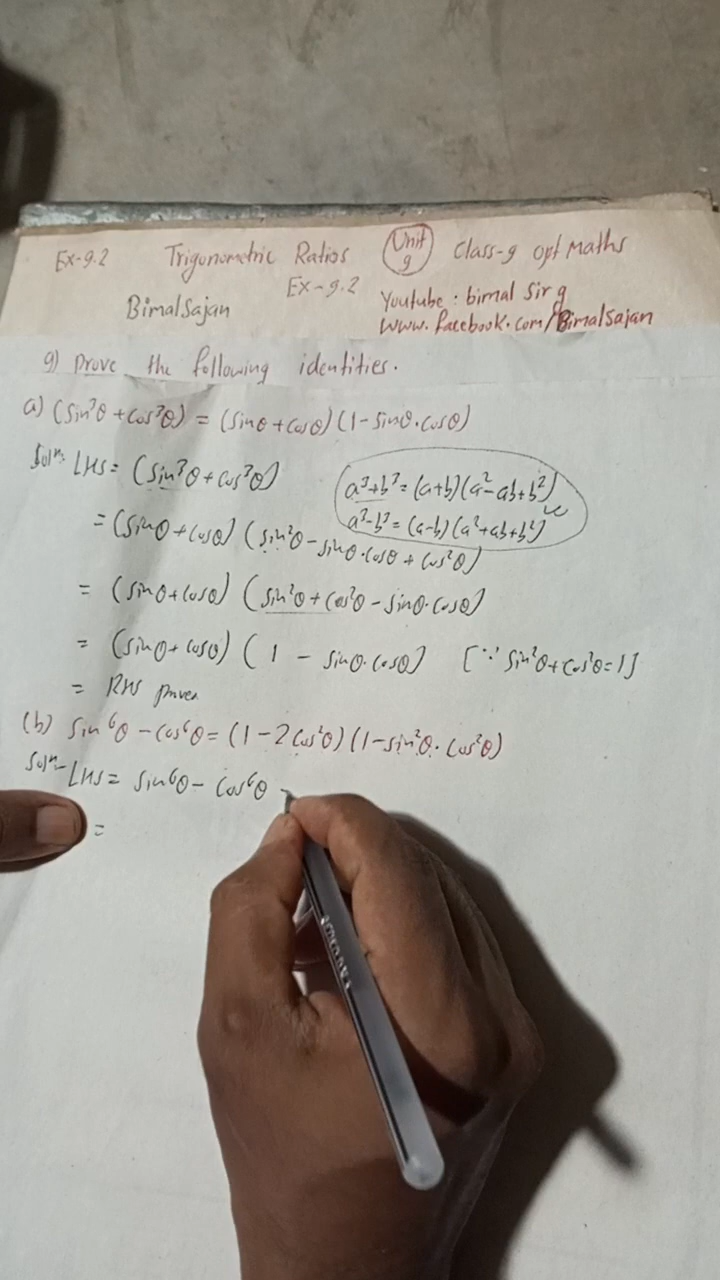 Ex-9.2 Trigonometric Ratios Unit 9 Class-9 opt Maths
Ex-9.2
BimalSajan Youtube : bimal Sir g
www.facebook.com/Bimalsajan
9) prove the following identities.
a) (Sin³θ + Cos³θ) = (Sinθ + Cosθ) (1 - Sinθ.Cosθ)
Solⁿ. LHS = (Sin³θ + Cos³θ)
a³+b³ = (a+b)(a²-ab+b²)
a³-b³ = (a-b)(a²+ab+b²)
= (Sinθ + Cosθ) (Sin²θ - Sinθ.Cosθ + Cos²θ)
= (Sinθ + Cosθ) (Sin²θ + Cos²θ - Sinθ.Cosθ)
= (Sinθ + Cosθ) (1 - Sinθ.Cosθ) [∵ Sin²θ + Cos²θ = 1]
= RHS proven
(b) Sin⁶θ - Cos⁶θ = (1 - 2Cos²θ) (1 - Sin²θ. Cos²θ)
Solⁿ- LHS = Sin⁶θ - Cos⁶θ
=